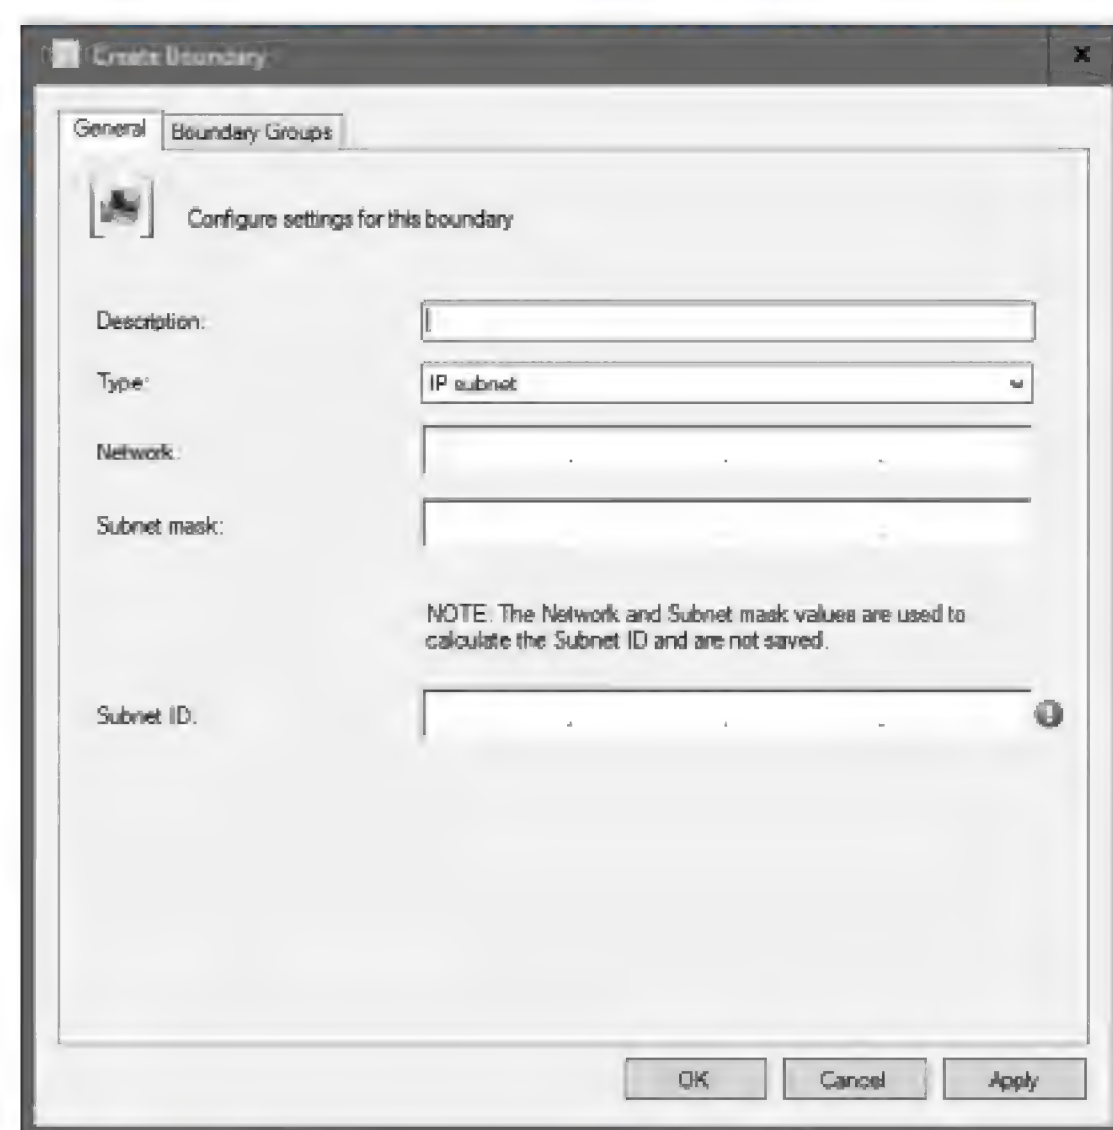 Create Boundary
General
Boundary Groups
Configure settings for this boundary
Description:
Type:
IP subnet
Network:
Subnet mask:
NOTE: The Network and Subnet mask values are used to
calculate the Subnet ID and are not saved.
Subnet ID:
OK
Cancel
Apply